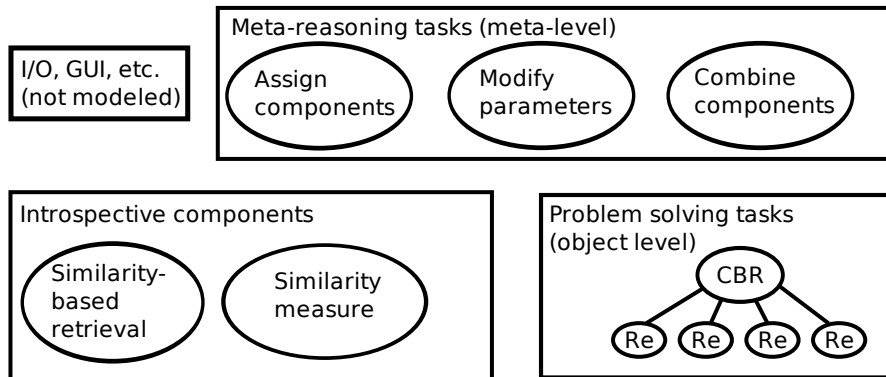 Meta-reasoning tasks (meta-level)
I/O, GUI, etc.
(not modeled)
Assign
components
Modify
parameters
Combine
components
Introspective components
Similarity-
based
retrieval
Similarity
measure
Problem solving tasks
(object level)
CBR
Re Re Re Re